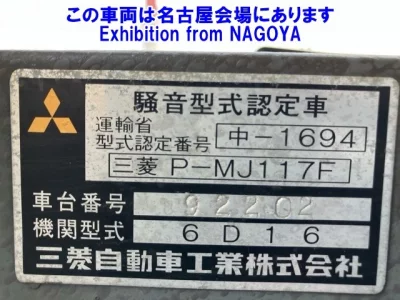 この車両は名古屋会場にあります
Exhibition from NAGOYA
騒音型式認定車
運輸省
型式認定番号 中-1694
三菱 P-MJ117F
車台番号 92202
機関型式 6D16
三菱自動車工業株式会社